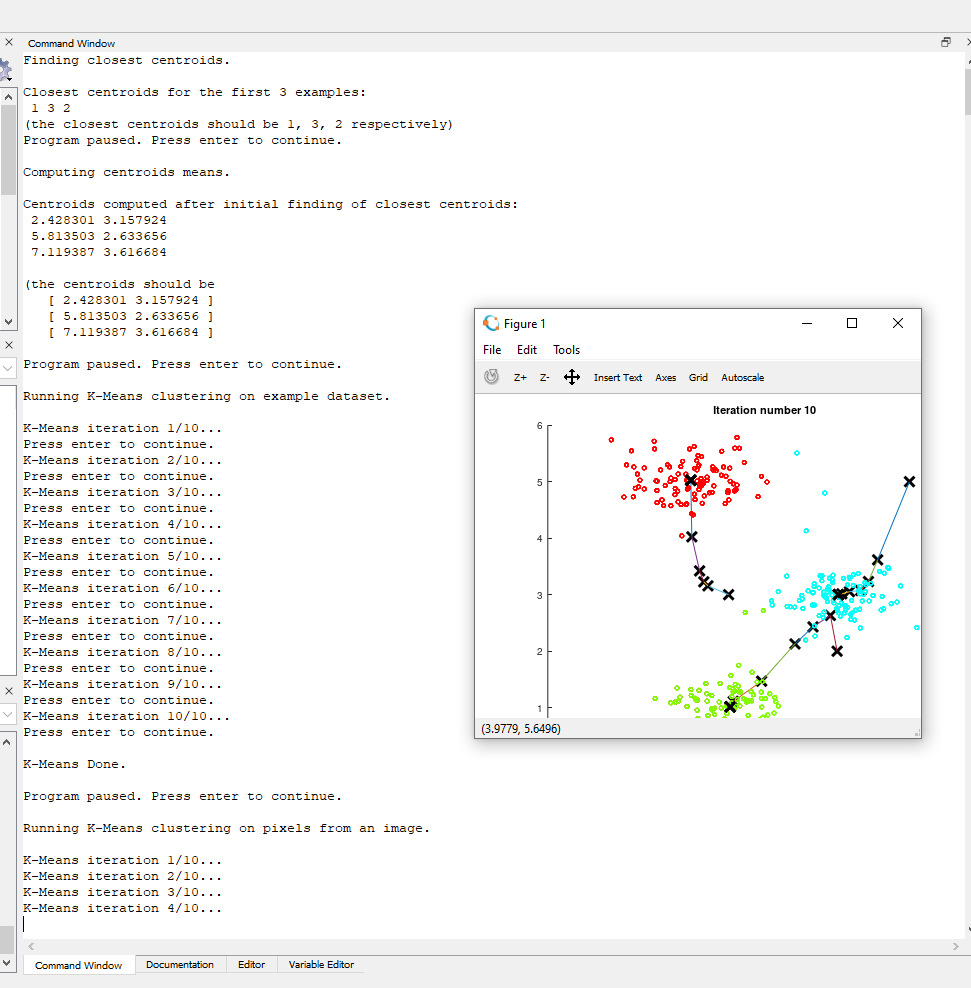 Command Window
Finding closest centroids.
Closest centroids for the first 3 examples:
1 3 2
(the closest centroids should be 1, 3, 2 respectively)
Program paused. Press enter to continue.
Computing centroids means.
Centroids computed after initial finding of closest centroids:
2.428301 3.157924
5.813503 2.633656
7.119387 3.616684
(the centroids should be
[ 2.428301 3.157924 ]
[ 5.813503 2.633656 ]
[ 7.119387 3.616684 ]
Program paused. Press enter to continue.
Running K-Means clustering on example dataset.
K-Means iteration 1/10...
Press enter to continue.
K-Means iteration 2/10...
Press enter to continue.
K-Means iteration 3/10...
Press enter to continue.
K-Means iteration 4/10...
Press enter to continue.
K-Means iteration 5/10...
Press enter to continue.
K-Means iteration 6/10...
Press enter to continue.
K-Means iteration 7/10...
Press enter to continue.
K-Means iteration 8/10...
Press enter to continue.
K-Means iteration 9/10...
Press enter to continue.
K-Means iteration 10/10...
Press enter to continue.
K-Means Done.
Program paused. Press enter to continue.
Running K-Means clustering on pixels from an image.
K-Means iteration 1/10...
K-Means iteration 2/10...
K-Means iteration 3/10...
K-Means iteration 4/10...
Figure 1
File Edit Tools
Z+ Z- Insert Text Axes Grid Autoscale
Iteration number 10
6
5
4
3
2
1
(3.9779, 5.6496)
Command Window Documentation Editor Variable Editor